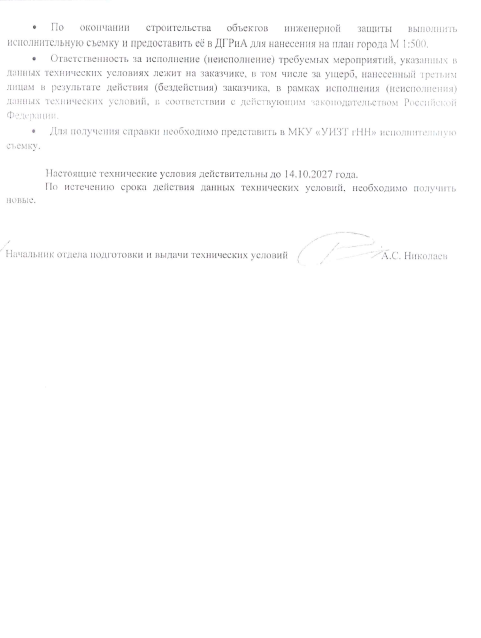 • По окончании строительства объектов инженерной защиты выполнить
исполнительную съемку и предоставить её в ДГРиА для нанесения на план города М 1:500.
• Ответственность за исполнение (неисполнение) требуемых мероприятий, указанных в
данных технических условиях лежит на заказчике, в том числе за ущерб, нанесенный третьим
лицам в результате действия (бездействия) заказчика, в рамках исполнения (неисполнения)
данных технических условий, в соответствии с действующим законодательством Российской
Федерации.
• Для получения справки необходимо представить в МКУ «УИЗТ гНН» исполнительную
съемку.
Настоящие технические условия действительны до 14.10.2027 года.
По истечению срока действия данных технических условий, необходимо получить
новые.
Начальник отдела подготовки и выдачи технических условий А.С. Николаев